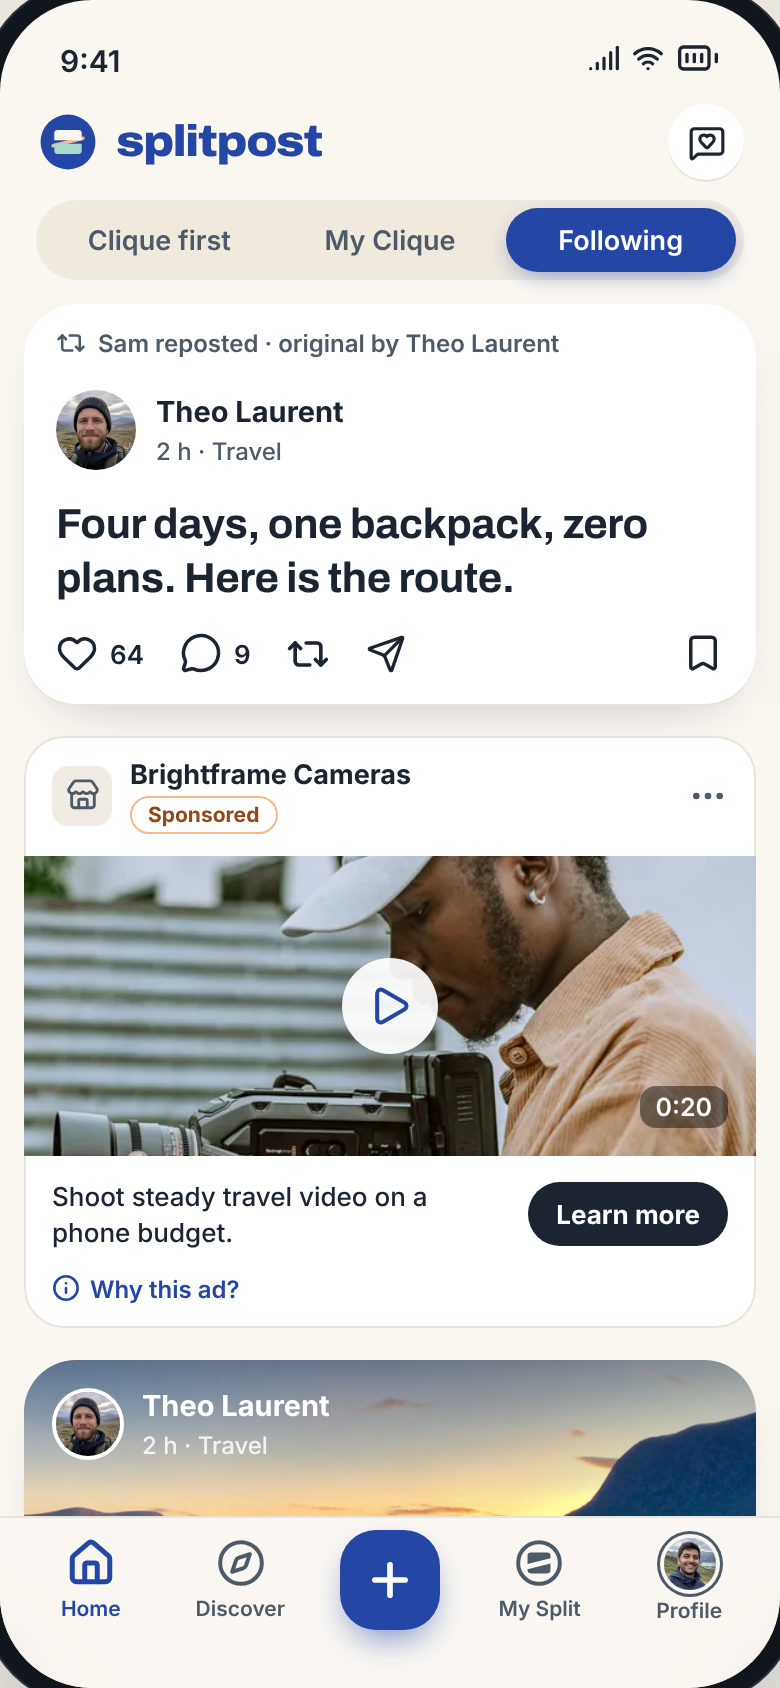 9:41
splitpost
Clique first
My Clique
Following
Sam reposted · original by Theo Laurent
Theo Laurent
2 h · Travel
Four days, one backpack, zero
plans. Here is the route.
64
9
Brightframe Cameras
Sponsored
0:20
Shoot steady travel video on a
phone budget.
Learn more
Why this ad?
Theo Laurent
2 h · Travel
Home
Discover
My Split
Profile